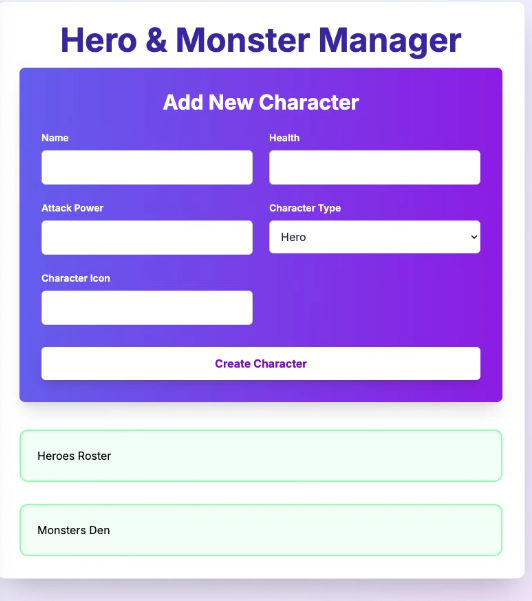 Hero & Monster Manager
Add New Character
Name
Health
Attack Power
Character Type
Hero
Character Icon
Create Character
Heroes Roster
Monsters Den